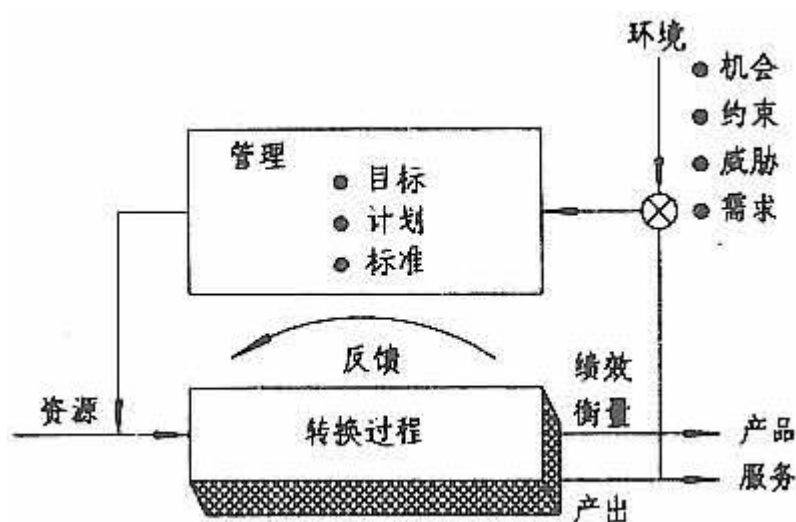 环境
机会
约束
威胁
需求
管理
目标
计划
标准
反馈
绩效
衡量
资源
转换过程
产品
服务
产出